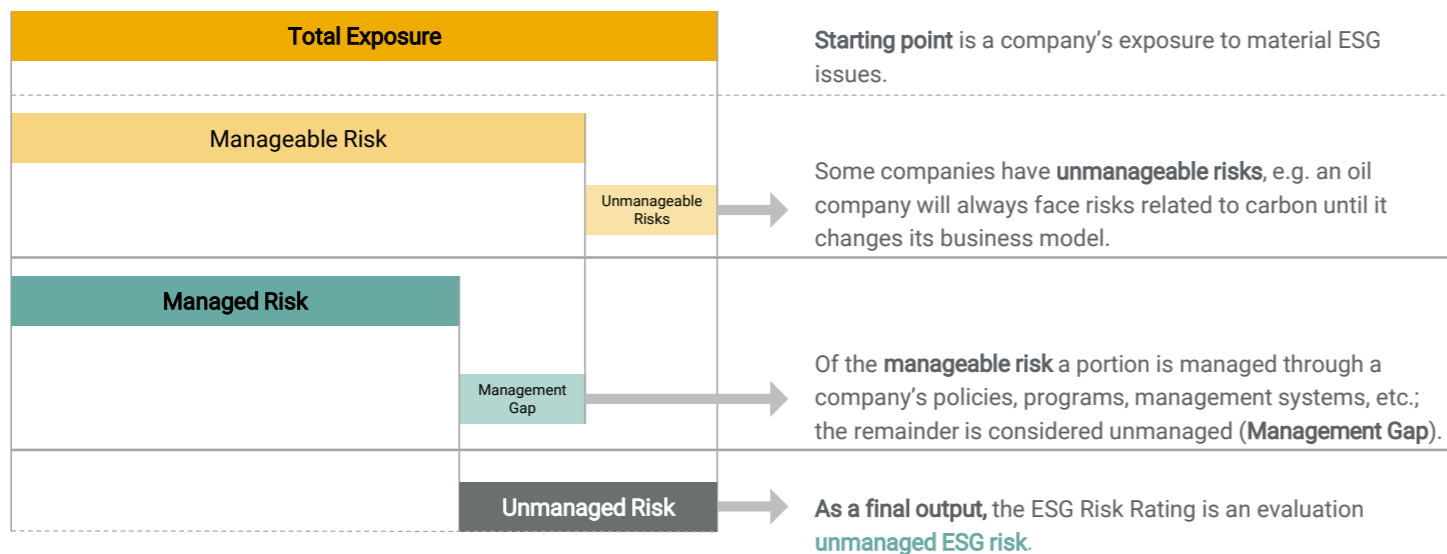 Total Exposure
Starting point is a company's exposure to material ESG
issues.
Manageable Risk
Unmanageable
Risks
Some companies have unmanageable risks, e.g. an oil
company will always face risks related to carbon until it
changes its business model.
Managed Risk
Management
Gap
Of the manageable risk a portion is managed through a
company's policies, programs, management systems, etc.;
the remainder is considered unmanaged (Management Gap).
Unmanaged Risk
As a final output, the ESG Risk Rating is an evaluation
unmanaged ESG risk.